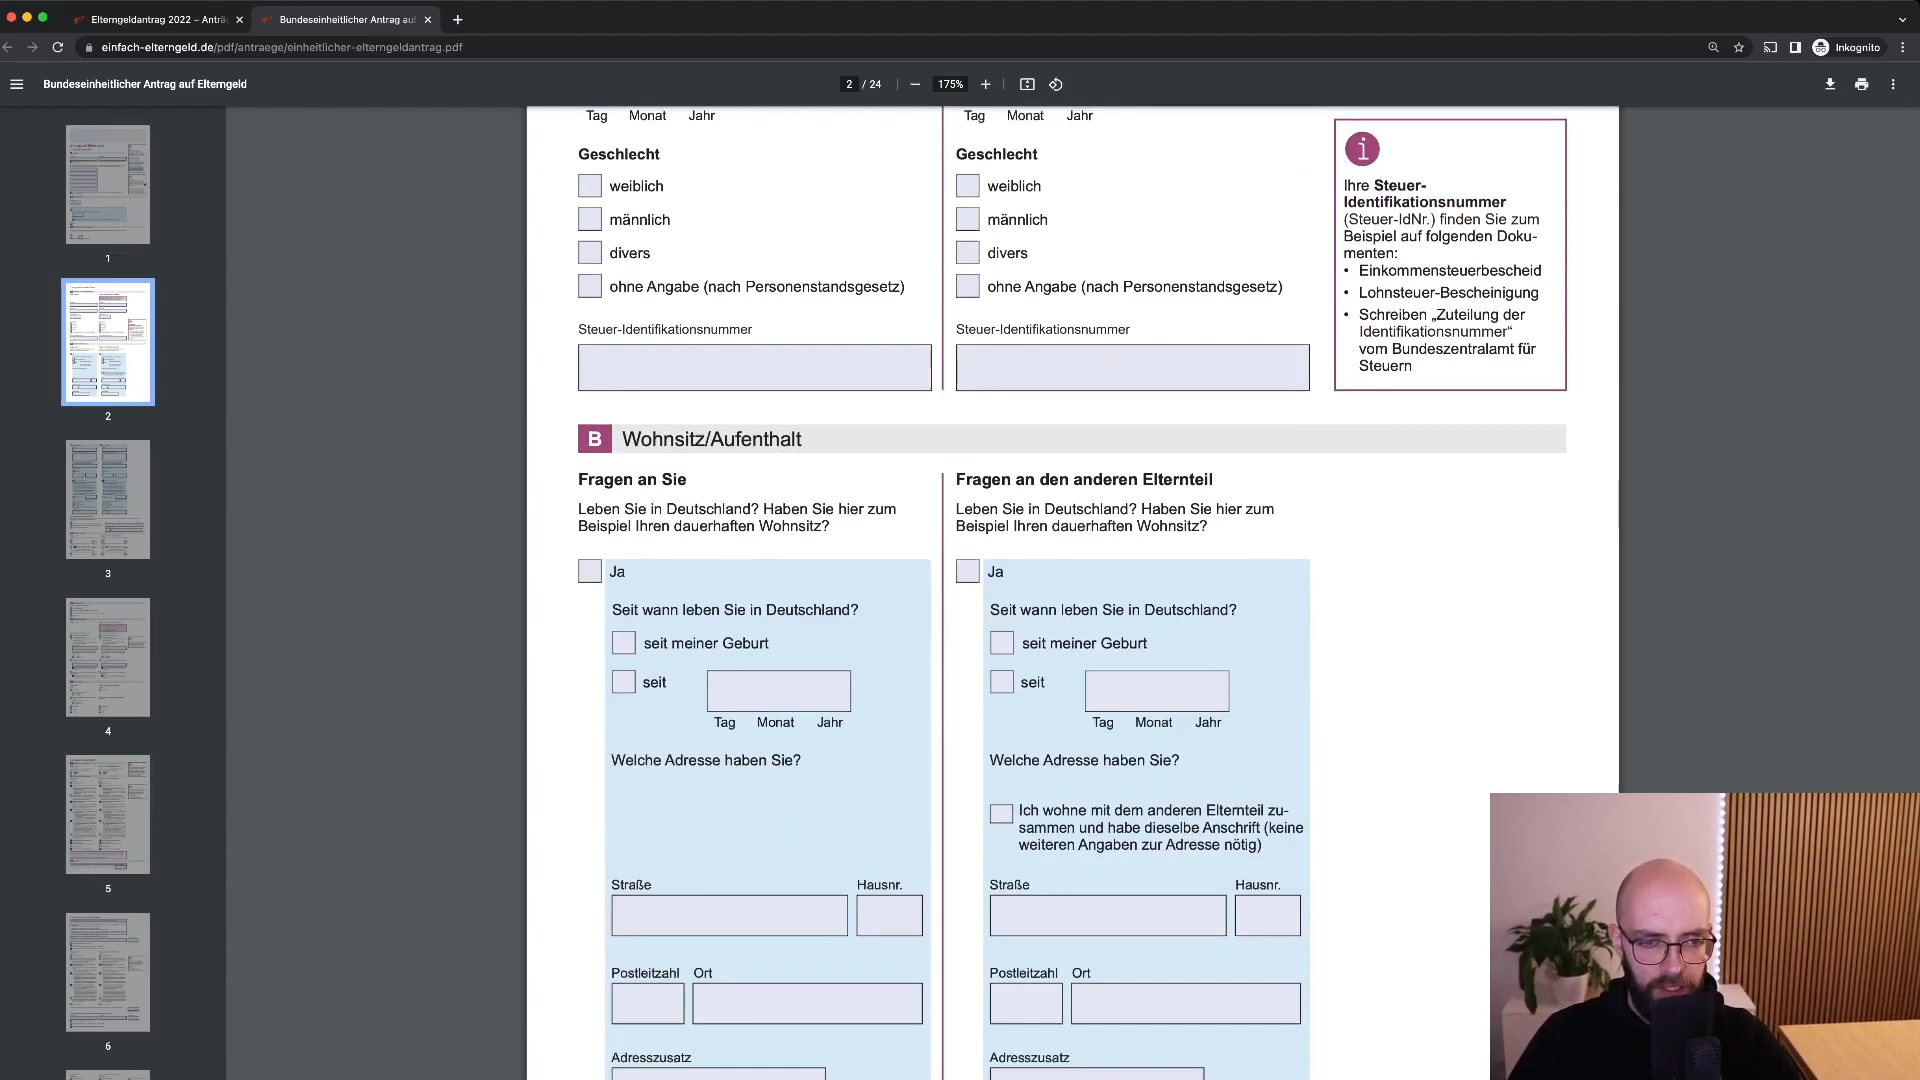 Elterngeldantrag 2022 – Anträg
Bundeseinheitlicher Antrag auf
einfach-elterngeld.de/pdf/antraege/einheitlicher-elterngeldantrag.pdf
Inkognito
Bundeseinheitlicher Antrag auf Elterngeld
2 / 24
175%
1
2
3
4
5
6
Tag Monat Jahr
Geschlecht
weiblich
männlich
divers
ohne Angabe (nach Personenstandsgesetz)
Steuer-Identifikationsnummer
Tag Monat Jahr
Geschlecht
weiblich
männlich
divers
ohne Angabe (nach Personenstandsgesetz)
Steuer-Identifikationsnummer
i
Ihre Steuer-
Identifikationsnummer
(Steuer-IdNr.) finden Sie zum
Beispiel auf folgenden Doku-
menten:
• Einkommensteuerbescheid
• Lohnsteuer-Bescheinigung
• Schreiben „Zuteilung der
Identifikationsnummer“
vom Bundeszentralamt für
Steuern
B Wohnsitz/Aufenthalt
Fragen an Sie
Leben Sie in Deutschland? Haben Sie hier zum
Beispiel Ihren dauerhaften Wohnsitz?
Ja
Seit wann leben Sie in Deutschland?
seit meiner Geburt
seit
Tag Monat Jahr
Welche Adresse haben Sie?
Straße Hausnr.
Postleitzahl Ort
Adresszusatz
Fragen an den anderen Elternteil
Leben Sie in Deutschland? Haben Sie hier zum
Beispiel Ihren dauerhaften Wohnsitz?
Ja
Seit wann leben Sie in Deutschland?
seit meiner Geburt
seit
Tag Monat Jahr
Welche Adresse haben Sie?
Ich wohne mit dem anderen Elternteil zu-
sammen und habe dieselbe Anschrift (keine
weiteren Angaben zur Adresse nötig)
Straße Hausnr.
Postleitzahl Ort
Adresszusatz